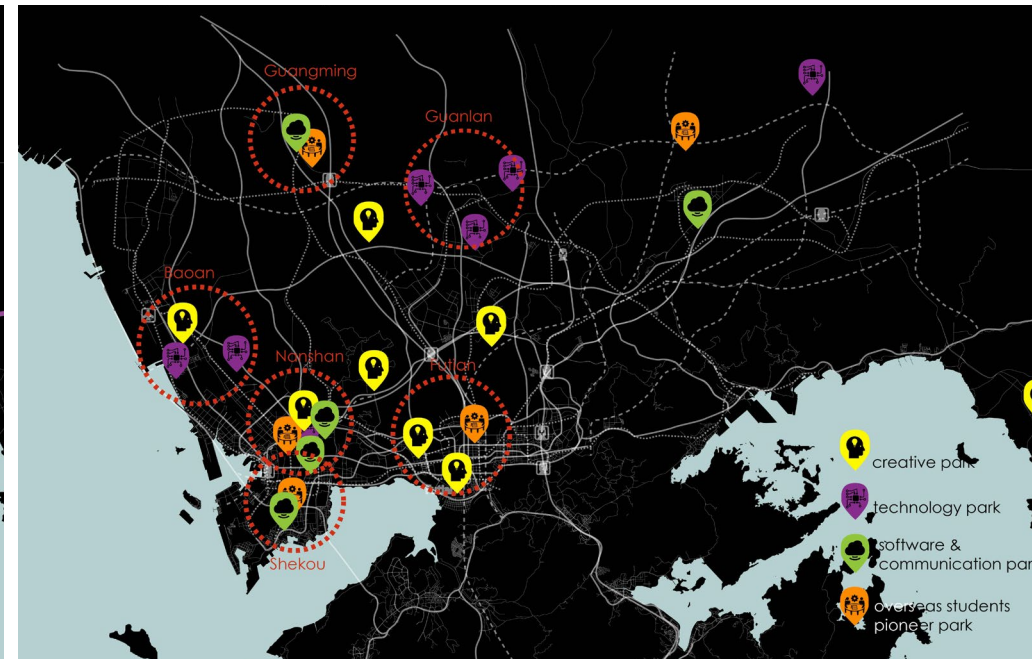 Guangming
Guanlan
Baoan
Nanshan
Futian
Shekou
creative park
technology park
software &
communication par
overseas students
pioneer park